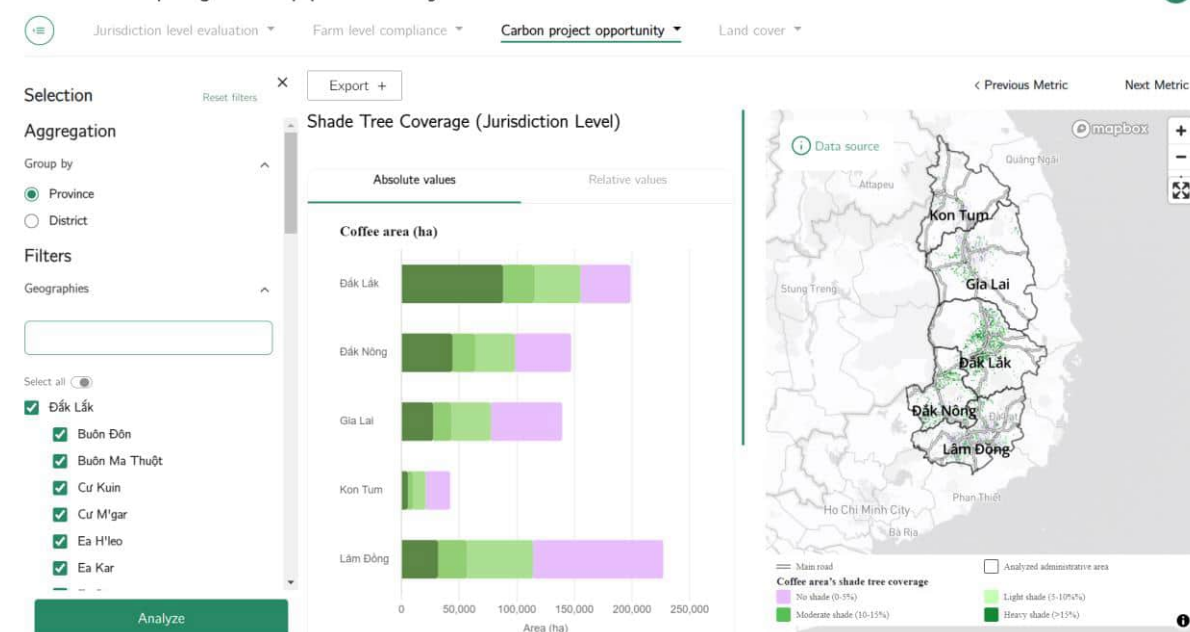 Jurisdiction level evaluation
Farm level compliance
Carbon project opportunity
Land cover
Selection
Reset filters
Aggregation
Group by
Province
District
Filters
Geographies
Select all
Đắk Lắk
Buôn Đôn
Buôn Ma Thuột
Cư Kuin
Cư M'gar
Ea H'leo
Ea Kar
Analyze
Export +
Shade Tree Coverage (Jurisdiction Level)
Absolute values
Relative values
Coffee area (ha)
Đắk Lắk
Đắk Nông
Gia Lai
Kon Tum
Lâm Đồng
0
50,000
100,000
150,000
200,000
250,000
Area (ha)
< Previous Metric
Next Metric
Data source
mapbox
+
−
Quảng Ngãi
Attapeu
Kon Tum
Gia Lai
Stung Treng
Đắk Lắk
Đắk Nông
Lâm Đồng
Phan Thiết
Ho Chi Minh City
Bà Rịa
Main road
Analyzed administrative area
Coffee area's shade tree coverage
No shade (0-5%)
Light shade (5-10%%)
Moderate shade (10-15%)
Heavy shade (>15%)